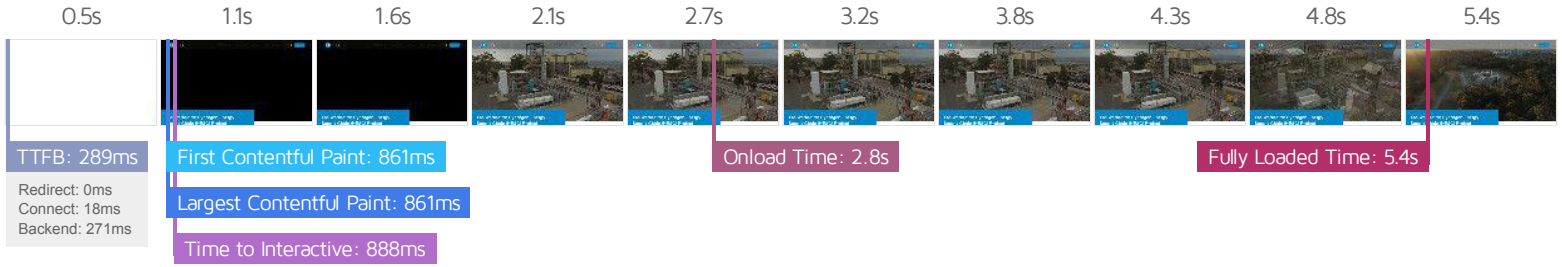 0.5s
1.1s
1.6s
2.1s
2.7s
3.2s
3.8s
4.3s
4.8s
5.4s
TTFB: 289ms
First Contentful Paint: 861ms
Onload Time: 2.8s
Fully Loaded Time: 5.4s
Redirect: 0ms
Connect: 18ms
Backend: 271ms
Largest Contentful Paint: 861ms
Time to Interactive: 888ms